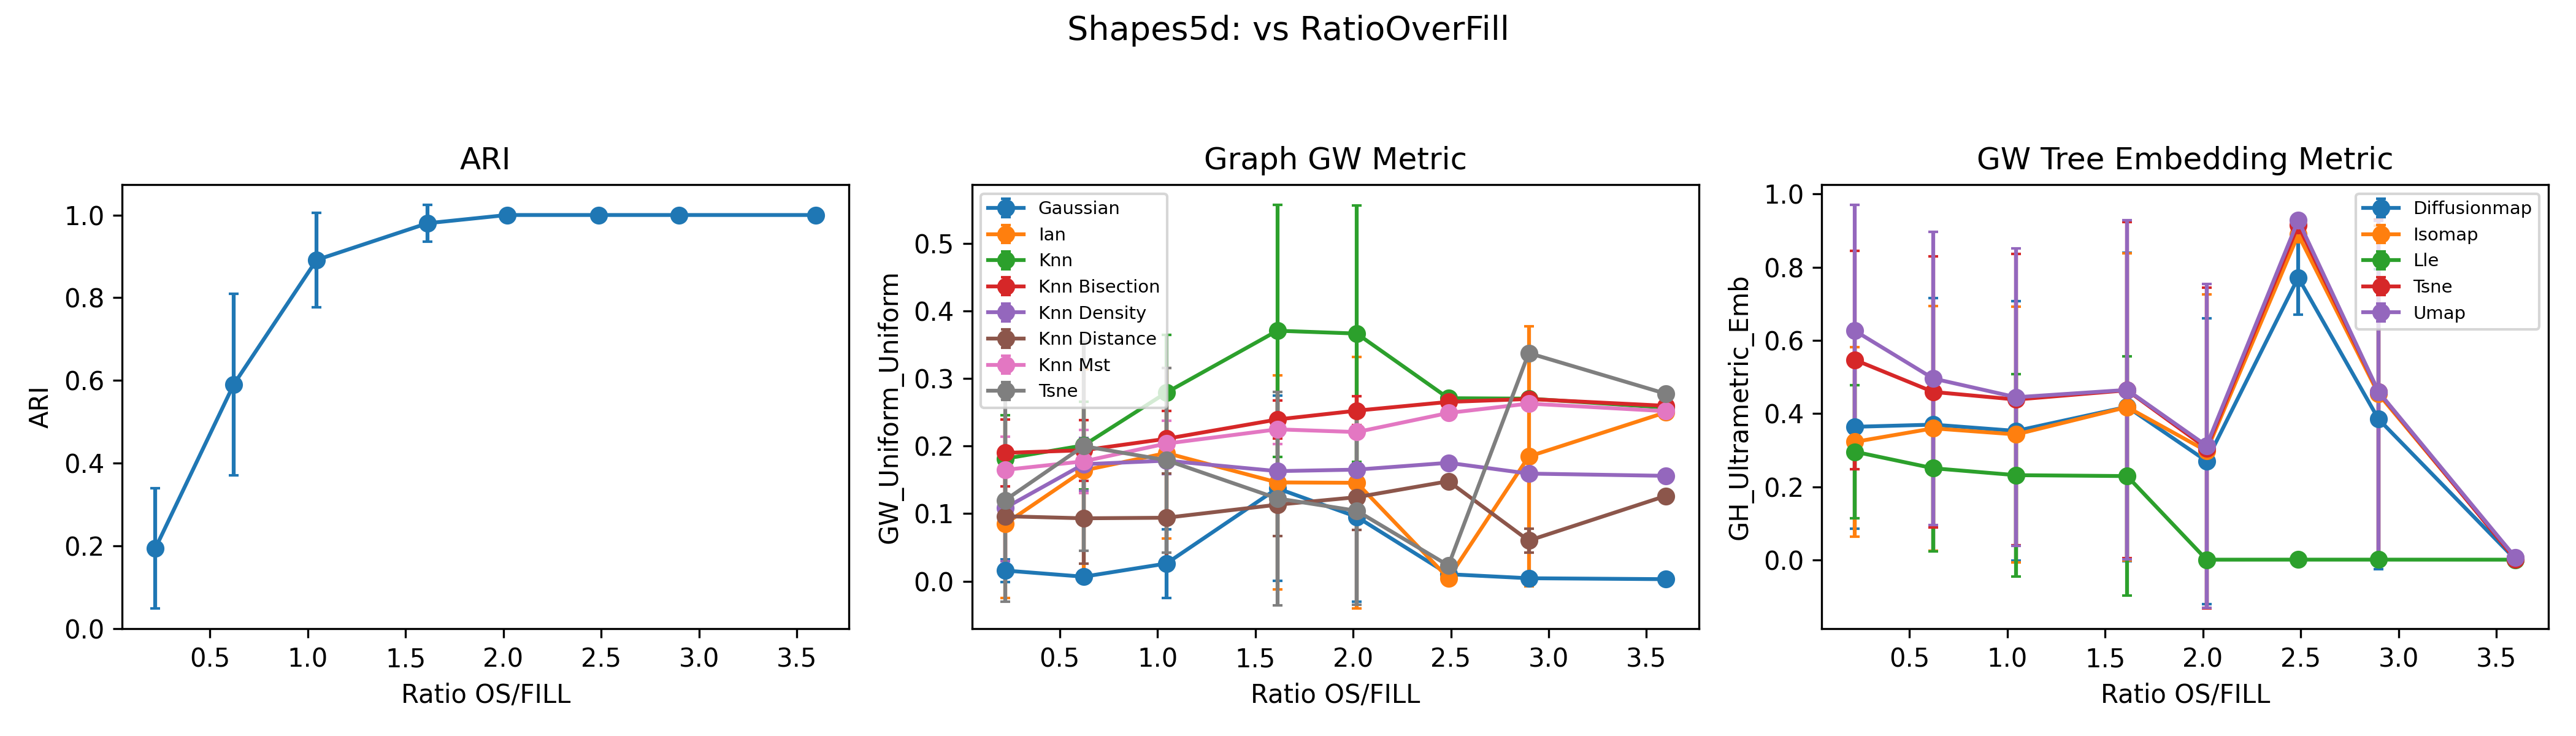 Shapes5d: vs RatioOverFill
ARI
ARI
1.0
0.8
0.6
0.4
0.2
0.0
0.5 1.0 1.5 2.0 2.5 3.0 3.5
Ratio OS/FILL
Graph GW Metric
GW_Uniform_Uniform
0.5
0.4
0.3
0.2
0.1
0.0
Gaussian
Ian
Knn
Knn Bisection
Knn Density
Knn Distance
Knn Mst
Tsne
0.5 1.0 1.5 2.0 2.5 3.0 3.5
Ratio OS/FILL
GW Tree Embedding Metric
GH_Ultrametric_Emb
1.0
0.8
0.6
0.4
0.2
0.0
Diffusionmap
Isomap
Lle
Tsne
Umap
0.5 1.0 1.5 2.0 2.5 3.0 3.5
Ratio OS/FILL